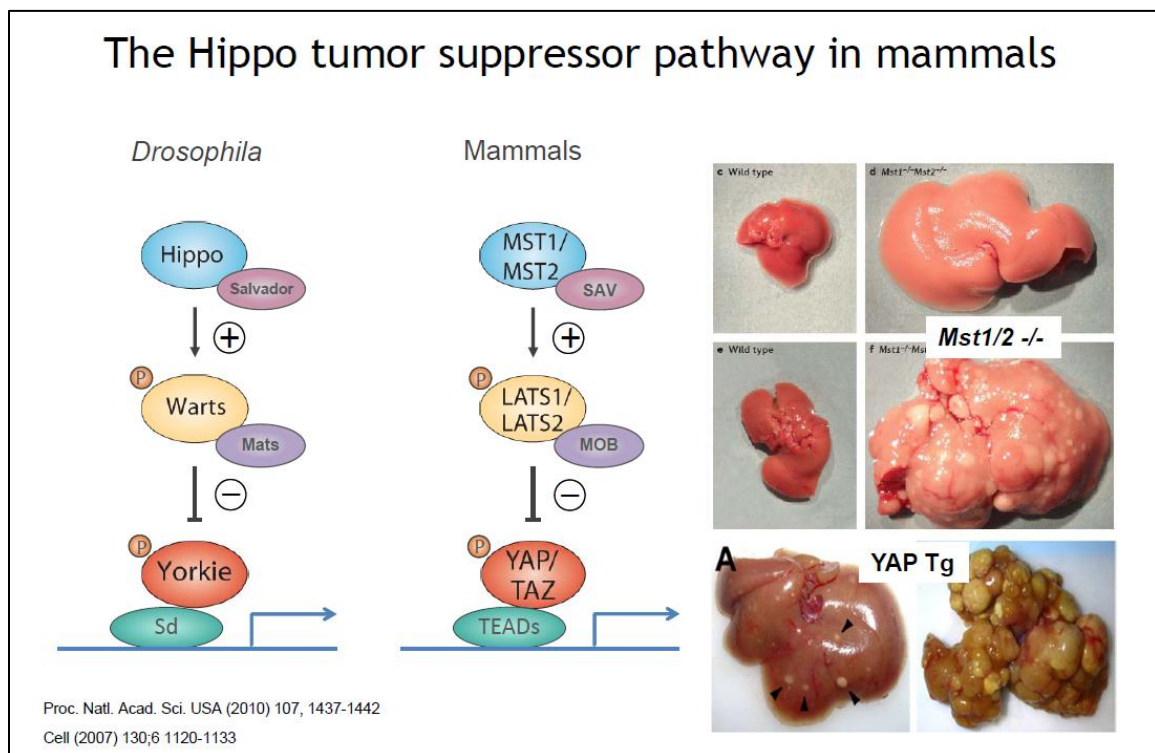 The Hippo tumor suppressor pathway in mammals
Drosophila
Hippo
Salvador
+
P
Warts
Mats
−
P
Yorkie
Sd
Mammals
MST1/
MST2
SAV
+
P
LATS1/
LATS2
MOB
−
P
YAP/
TAZ
TEADs
c Wild type
d Mst1-/-Mst2-/-
Mst1/2 -/-
e Wild type
f Mst1-/-Ms
A
YAP Tg
Proc. Natl. Acad. Sci. USA (2010) 107, 1437-1442
Cell (2007) 130;6 1120-1133